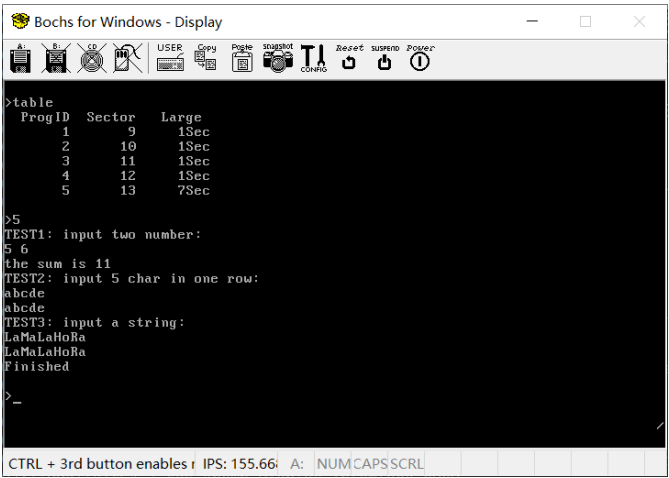 Bochs for Windows - Display
A: B: CD USER Copy Paste snapshot CONFIG Reset SUSPEND Power
>table
ProgID Sector Large
1 9 1Sec
2 10 1Sec
3 11 1Sec
4 12 1Sec
5 13 7Sec
>5
TEST1: input two number:
5 6
the sum is 11
TEST2: input 5 char in one row:
abcde
abcde
TEST3: input a string:
LaMaLaHoRa
LaMaLaHoRa
Finished
>_
CTRL + 3rd button enables r IPS: 155.668 A: NUM CAPS SCRL